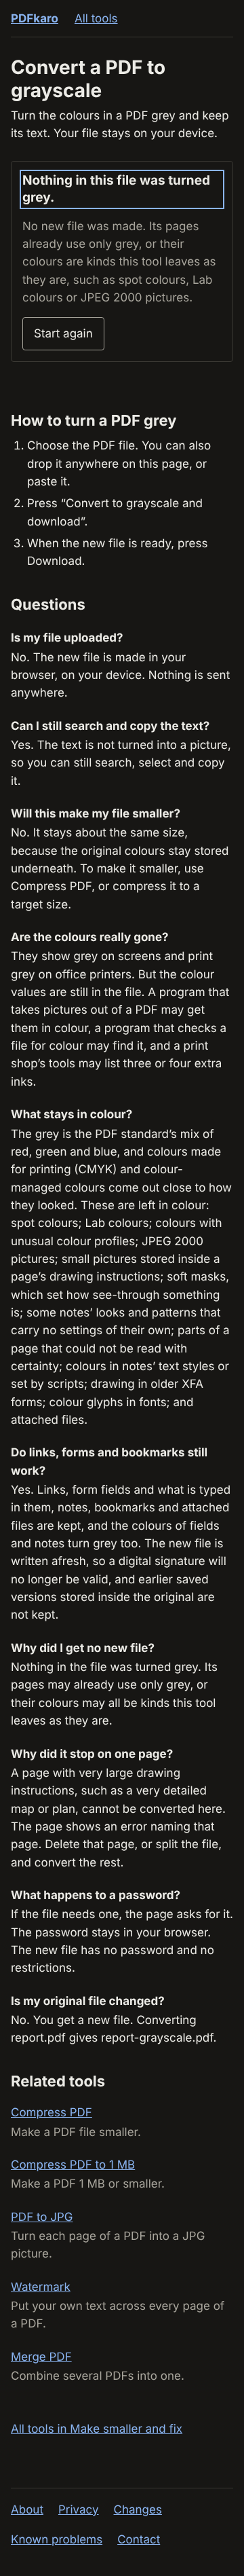 PDFkaro All tools
Convert a PDF to
grayscale
Turn the colours in a PDF grey and keep
its text. Your file stays on your device.
Nothing in this file was turned
grey.
No new file was made. Its pages
already use only grey, or their
colours are kinds this tool leaves as
they are, such as spot colours, Lab
colours or JPEG 2000 pictures.
Start again
How to turn a PDF grey
1. Choose the PDF file. You can also
drop it anywhere on this page, or
paste it.
2. Press “Convert to grayscale and
download”.
3. When the new file is ready, press
Download.
Questions
Is my file uploaded?
No. The new file is made in your
browser, on your device. Nothing is sent
anywhere.
Can I still search and copy the text?
Yes. The text is not turned into a picture,
so you can still search, select and copy
it.
Will this make my file smaller?
No. It stays about the same size,
because the original colours stay stored
underneath. To make it smaller, use
Compress PDF, or compress it to a
target size.
Are the colours really gone?
They show grey on screens and print
grey on office printers. But the colour
values are still in the file. A program that
takes pictures out of a PDF may get
them in colour, a program that checks a
file for colour may find it, and a print
shop’s tools may list three or four extra
inks.
What stays in colour?
The grey is the PDF standard’s mix of
red, green and blue, and colours made
for printing (CMYK) and colour-
managed colours come out close to how
they looked. These are left in colour:
spot colours; Lab colours; colours with
unusual colour profiles; JPEG 2000
pictures; small pictures stored inside a
page’s drawing instructions; soft masks,
which set how see-through something
is; some notes’ looks and patterns that
carry no settings of their own; parts of a
page that could not be read with
certainty; colours in notes’ text styles or
set by scripts; drawing in older XFA
forms; colour glyphs in fonts; and
attached files.
Do links, forms and bookmarks still
work?
Yes. Links, form fields and what is typed
in them, notes, bookmarks and attached
files are kept, and the colours of fields
and notes turn grey too. The new file is
written afresh, so a digital signature will
no longer be valid, and earlier saved
versions stored inside the original are
not kept.
Why did I get no new file?
Nothing in the file was turned grey. Its
pages may already use only grey, or
their colours may all be kinds this tool
leaves as they are.
Why did it stop on one page?
A page with very large drawing
instructions, such as a very detailed
map or plan, cannot be converted here.
The page shows an error naming that
page. Delete that page, or split the file,
and convert the rest.
What happens to a password?
If the file needs one, the page asks for it.
The password stays in your browser.
The new file has no password and no
restrictions.
Is my original file changed?
No. You get a new file. Converting
report.pdf gives report-grayscale.pdf.
Related tools
Compress PDF
Make a PDF file smaller.
Compress PDF to 1 MB
Make a PDF 1 MB or smaller.
PDF to JPG
Turn each page of a PDF into a JPG
picture.
Watermark
Put your own text across every page of
a PDF.
Merge PDF
Combine several PDFs into one.
All tools in Make smaller and fix
About Privacy Changes
Known problems Contact